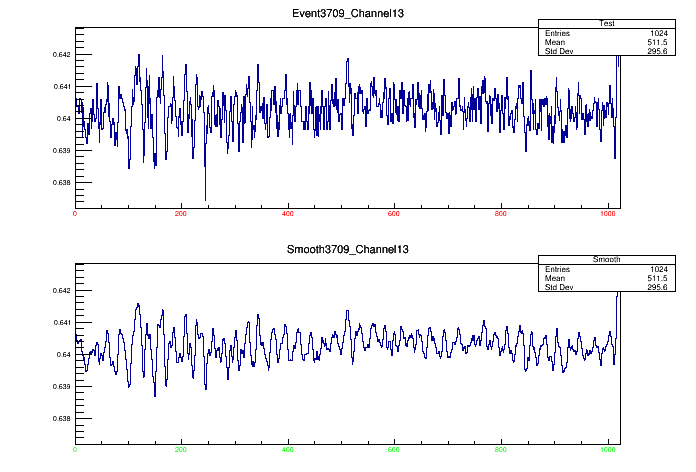 Event3709_Channel13
Test
Entries 1024
Mean 511.5
Std Dev 295.6
0.642
0.641
0.64
0.639
0.638
0 200 400 600 800 1000
Smooth3709_Channel13
Smooth
Entries 1024
Mean 511.5
Std Dev 295.6
0.642
0.641
0.64
0.639
0.638
0 200 400 600 800 1000